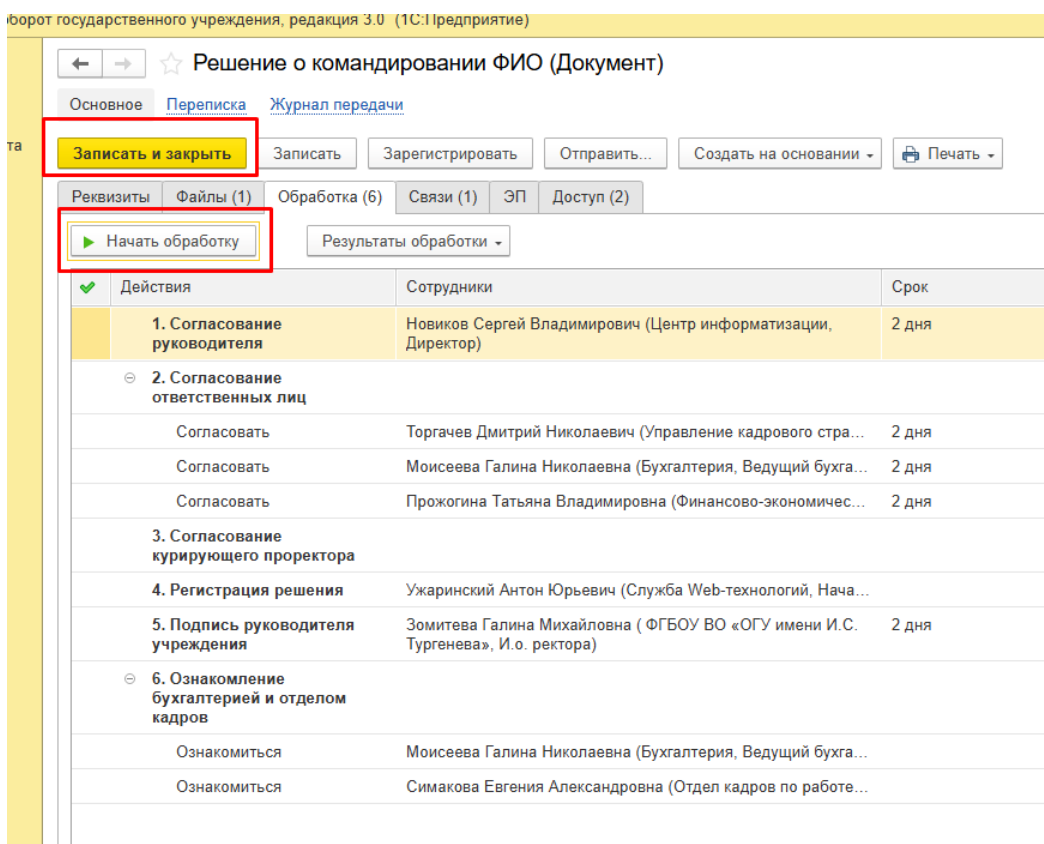 оборот государственного учреждения, редакция 3.0 (1С:Предприятие)
Решение о командировании ФИО (Документ)
Основное Переписка Журнал передачи
та
Записать и закрыть Записать Зарегистрировать Отправить... Создать на основании Печать
Реквизиты Файлы (1) Обработка (6) Связи (1) ЭП Доступ (2)
Начать обработку Результаты обработки
Действия Сотрудники Срок
1. Согласование Новиков Сергей Владимирович (Центр информатизации, 2 дня
руководителя Директор)
2. Согласование
ответственных лиц
Согласовать Торгачев Дмитрий Николаевич (Управление кадрового стра... 2 дня
Согласовать Моисеева Галина Николаевна (Бухгалтерия, Ведущий бухга... 2 дня
Согласовать Прожогина Татьяна Владимировна (Финансово-экономичес... 2 дня
3. Согласование
курирующего проректора
4. Регистрация решения Ужаринский Антон Юрьевич (Служба Web-технологий, Нача...
5. Подпись руководителя Зомитева Галина Михайловна ( ФГБОУ ВО «ОГУ имени И.С. 2 дня
учреждения Тургенева», И.о. ректора)
6. Ознакомление
бухгалтерией и отделом
кадров
Ознакомиться Моисеева Галина Николаевна (Бухгалтерия, Ведущий бухга...
Ознакомиться Симакова Евгения Александровна (Отдел кадров по работе...